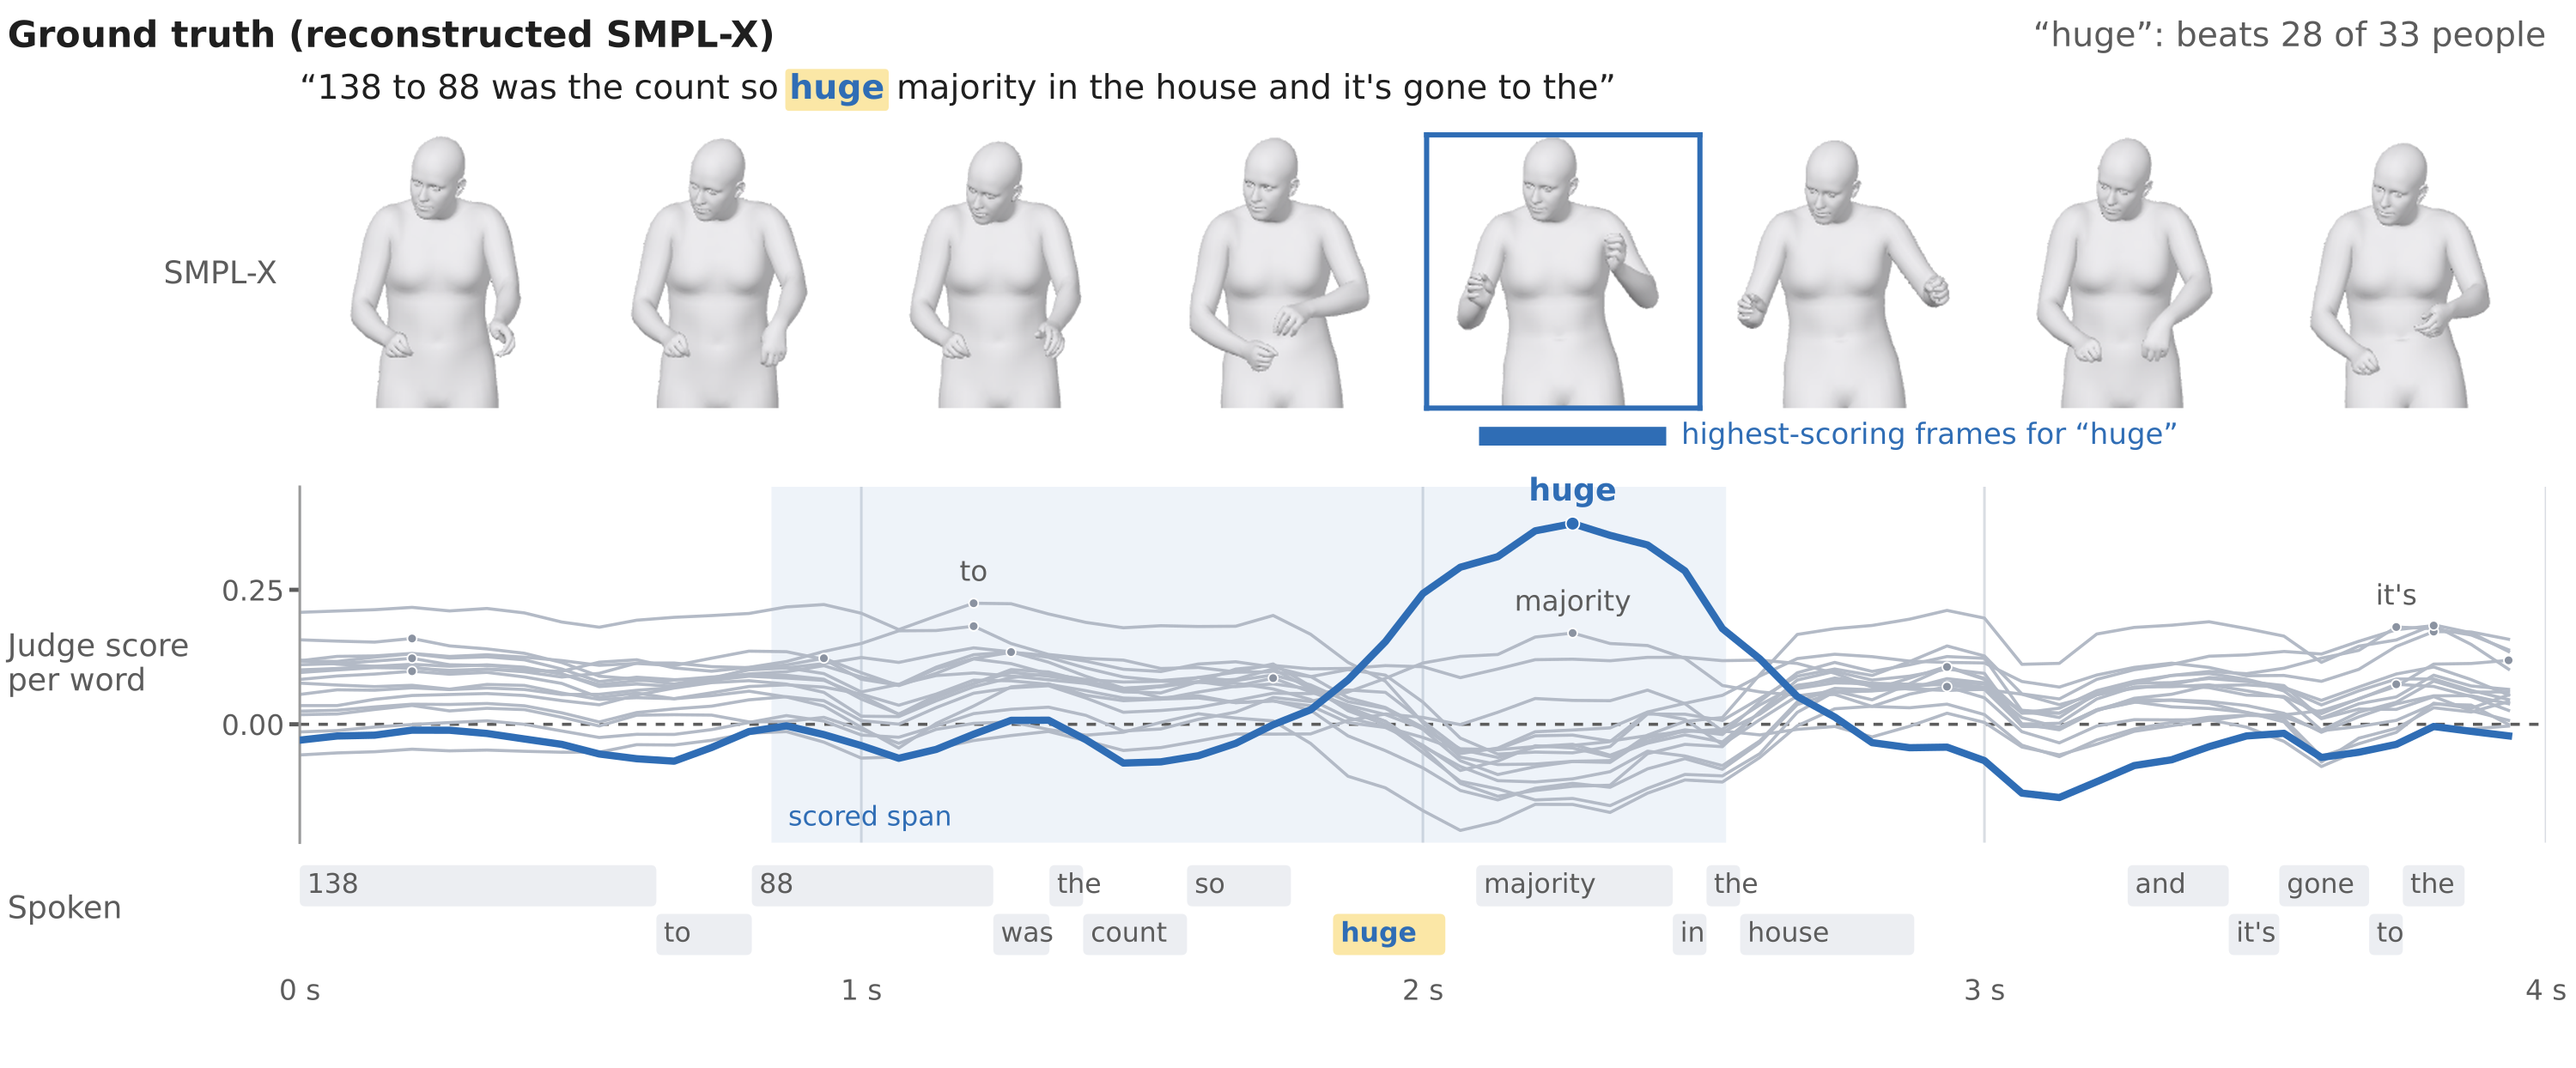 Ground truth (reconstructed SMPL-X)
“huge”: beats 28 of 33 people
“138 to 88 was the count so huge majority in the house and it's gone to the”
SMPL-X
highest-scoring frames for “huge”
huge
to
majority
it's
0.25
0.00
Judge score
per word
scored span
Spoken
138 88 the so majority the and gone the
to was count huge in house it's to
0 s 1 s 2 s 3 s 4 s